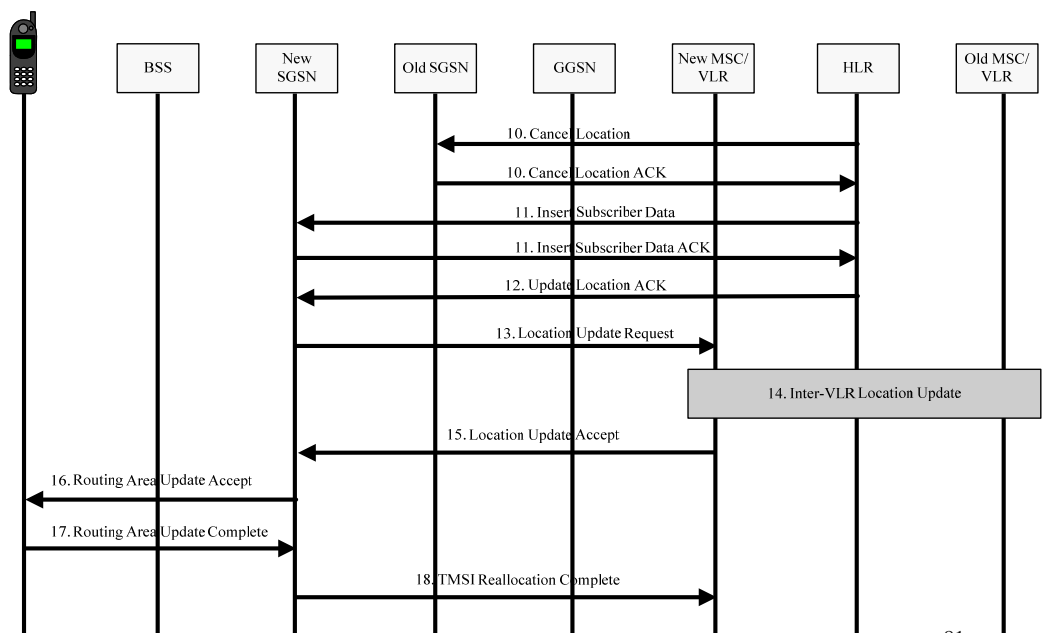 BSS
New
SGSN
Old SGSN
GGSN
New MSC/
VLR
HLR
Old MSC/
VLR
10. Cancel Location
10. Cancel Location ACK
11. Insert Subscriber Data
11. Insert Subscriber Data ACK
12. Update Location ACK
13. Location Update Request
14. Inter-VLR Location Update
15. Location Update Accept
16. Routing Area Update Accept
17. Routing Area Update Complete
18. TMSI Reallocation Complete